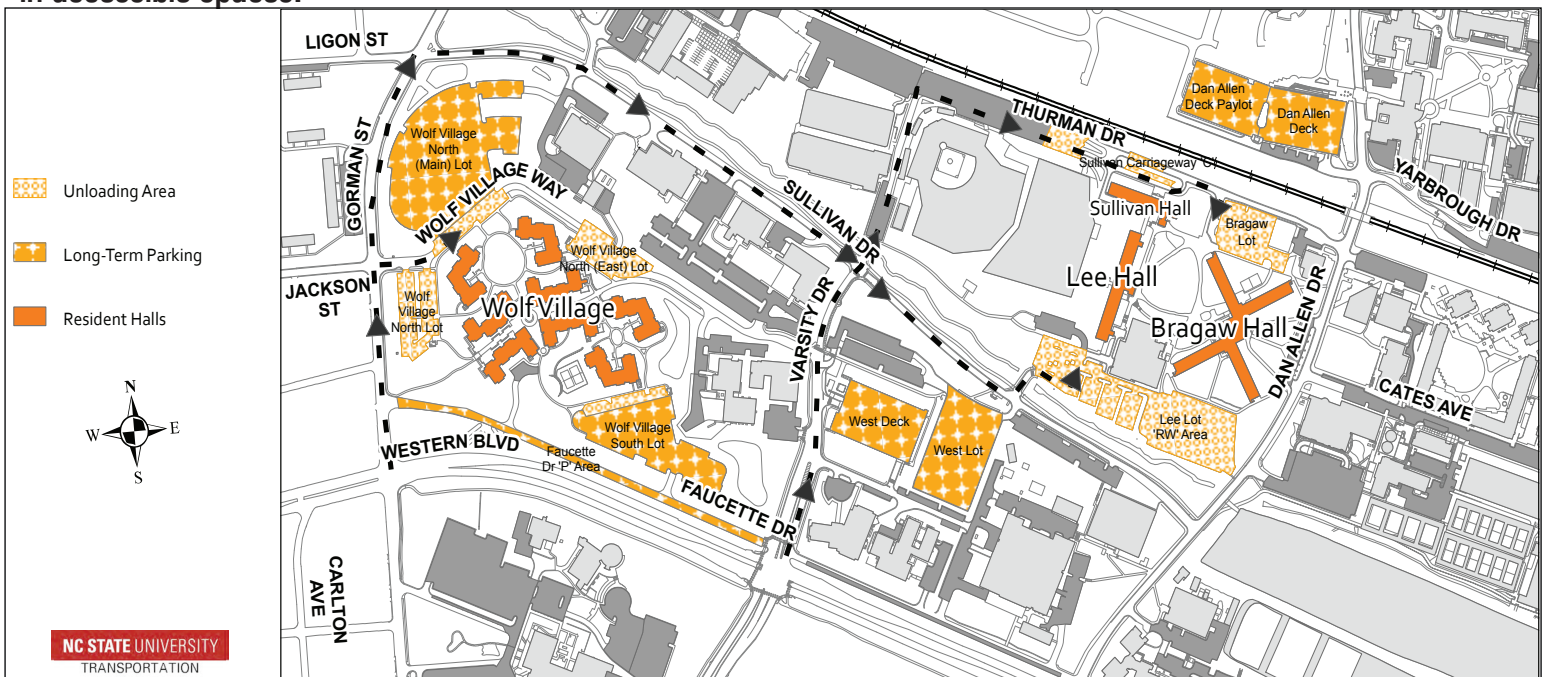 in accessible spaces.
Unloading Area
Long-Term Parking
Resident Halls
N
W
E
S
NC STATE UNIVERSITY
TRANSPORTATION
LIGON ST
GORMAN ST
Wolf Village
North
(Main) Lot
WOLF VILLAGE WAY
JACKSON
ST
Wolf
Village
North Lot
Wolf Village
North (East) Lot
Wolf Village
WESTERN BLVD
Faucette
Dr 'P' Area
Wolf Village
South Lot
FAUCETTE DR
CARLTON
AVE
SULLIVAN DR
VARSITY DR
West Deck
West Lot
THURMAN DR
Sullivan Carriageway 'C'
Sullivan Hall
Lee Hall
Bragaw Hall
Bragaw
Lot
Lee Lot
'RW' Area
Dan Allen
Deck Paylot
Dan Allen
Deck
YARBROUGH DR
DAN ALLEN DR
CATES AVE